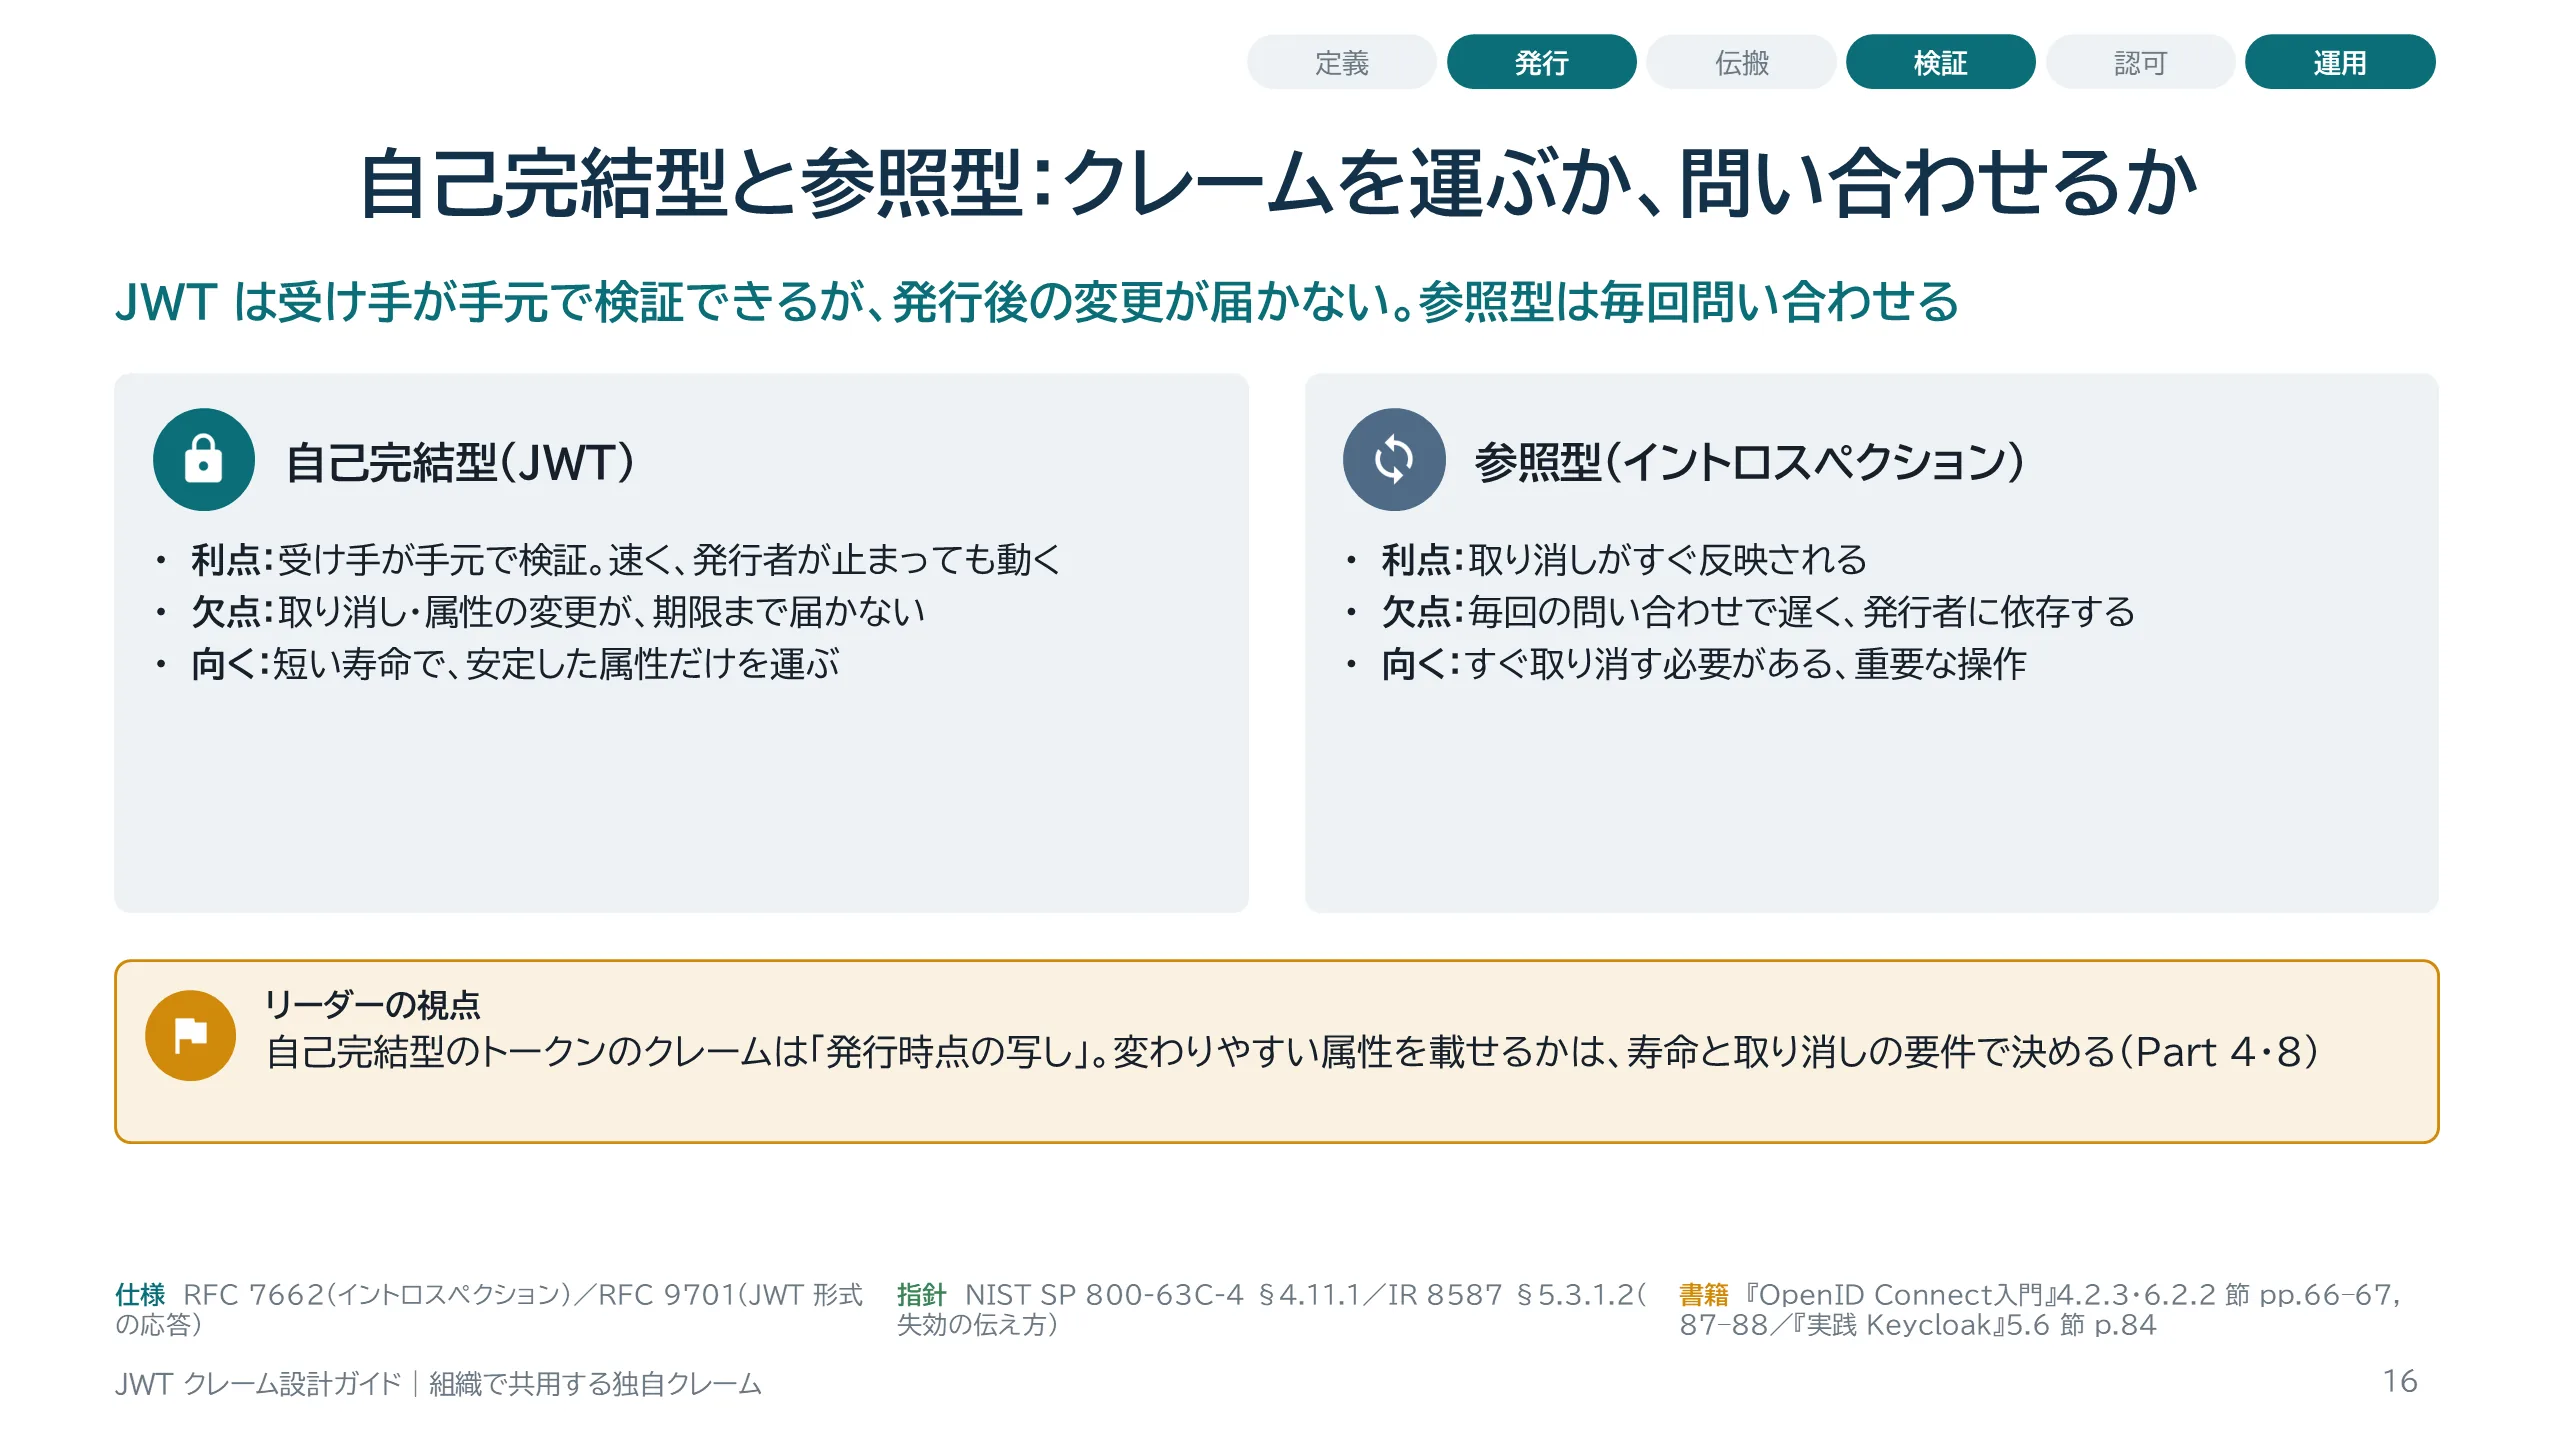 定義 発行 伝搬 検証 認可 運用
自己完結型と参照型：クレームを運ぶか、問い合わせるか
JWT は受け手が手元で検証できるが、発行後の変更が届かない。参照型は毎回問い合わせる
自己完結型（JWT）
・ 利点：受け手が手元で検証。速く、発行者が止まっても動く
・ 欠点：取り消し・属性の変更が、期限まで届かない
・ 向く：短い寿命で、安定した属性だけを運ぶ
参照型（イントロスペクション）
・ 利点：取り消しがすぐ反映される
・ 欠点：毎回の問い合わせで遅く、発行者に依存する
・ 向く：すぐ取り消す必要がある、重要な操作
リーダーの視点
自己完結型のトークンのクレームは「発行時点の写し」。変わりやすい属性を載せるかは、寿命と取り消しの要件で決める（Part 4・8）
仕様 RFC 7662（イントロスペクション）／RFC 9701（JWT 形式
の応答）
指針 NIST SP 800-63C-4 §4.11.1／IR 8587 §5.3.1.2（
失効の伝え方）
書籍 『OpenID Connect入門』4.2.3・6.2.2 節 pp.66–67,
87–88／『実践 Keycloak』5.6 節 p.84
JWT クレーム設計ガイド｜組織で共用する独自クレーム
16